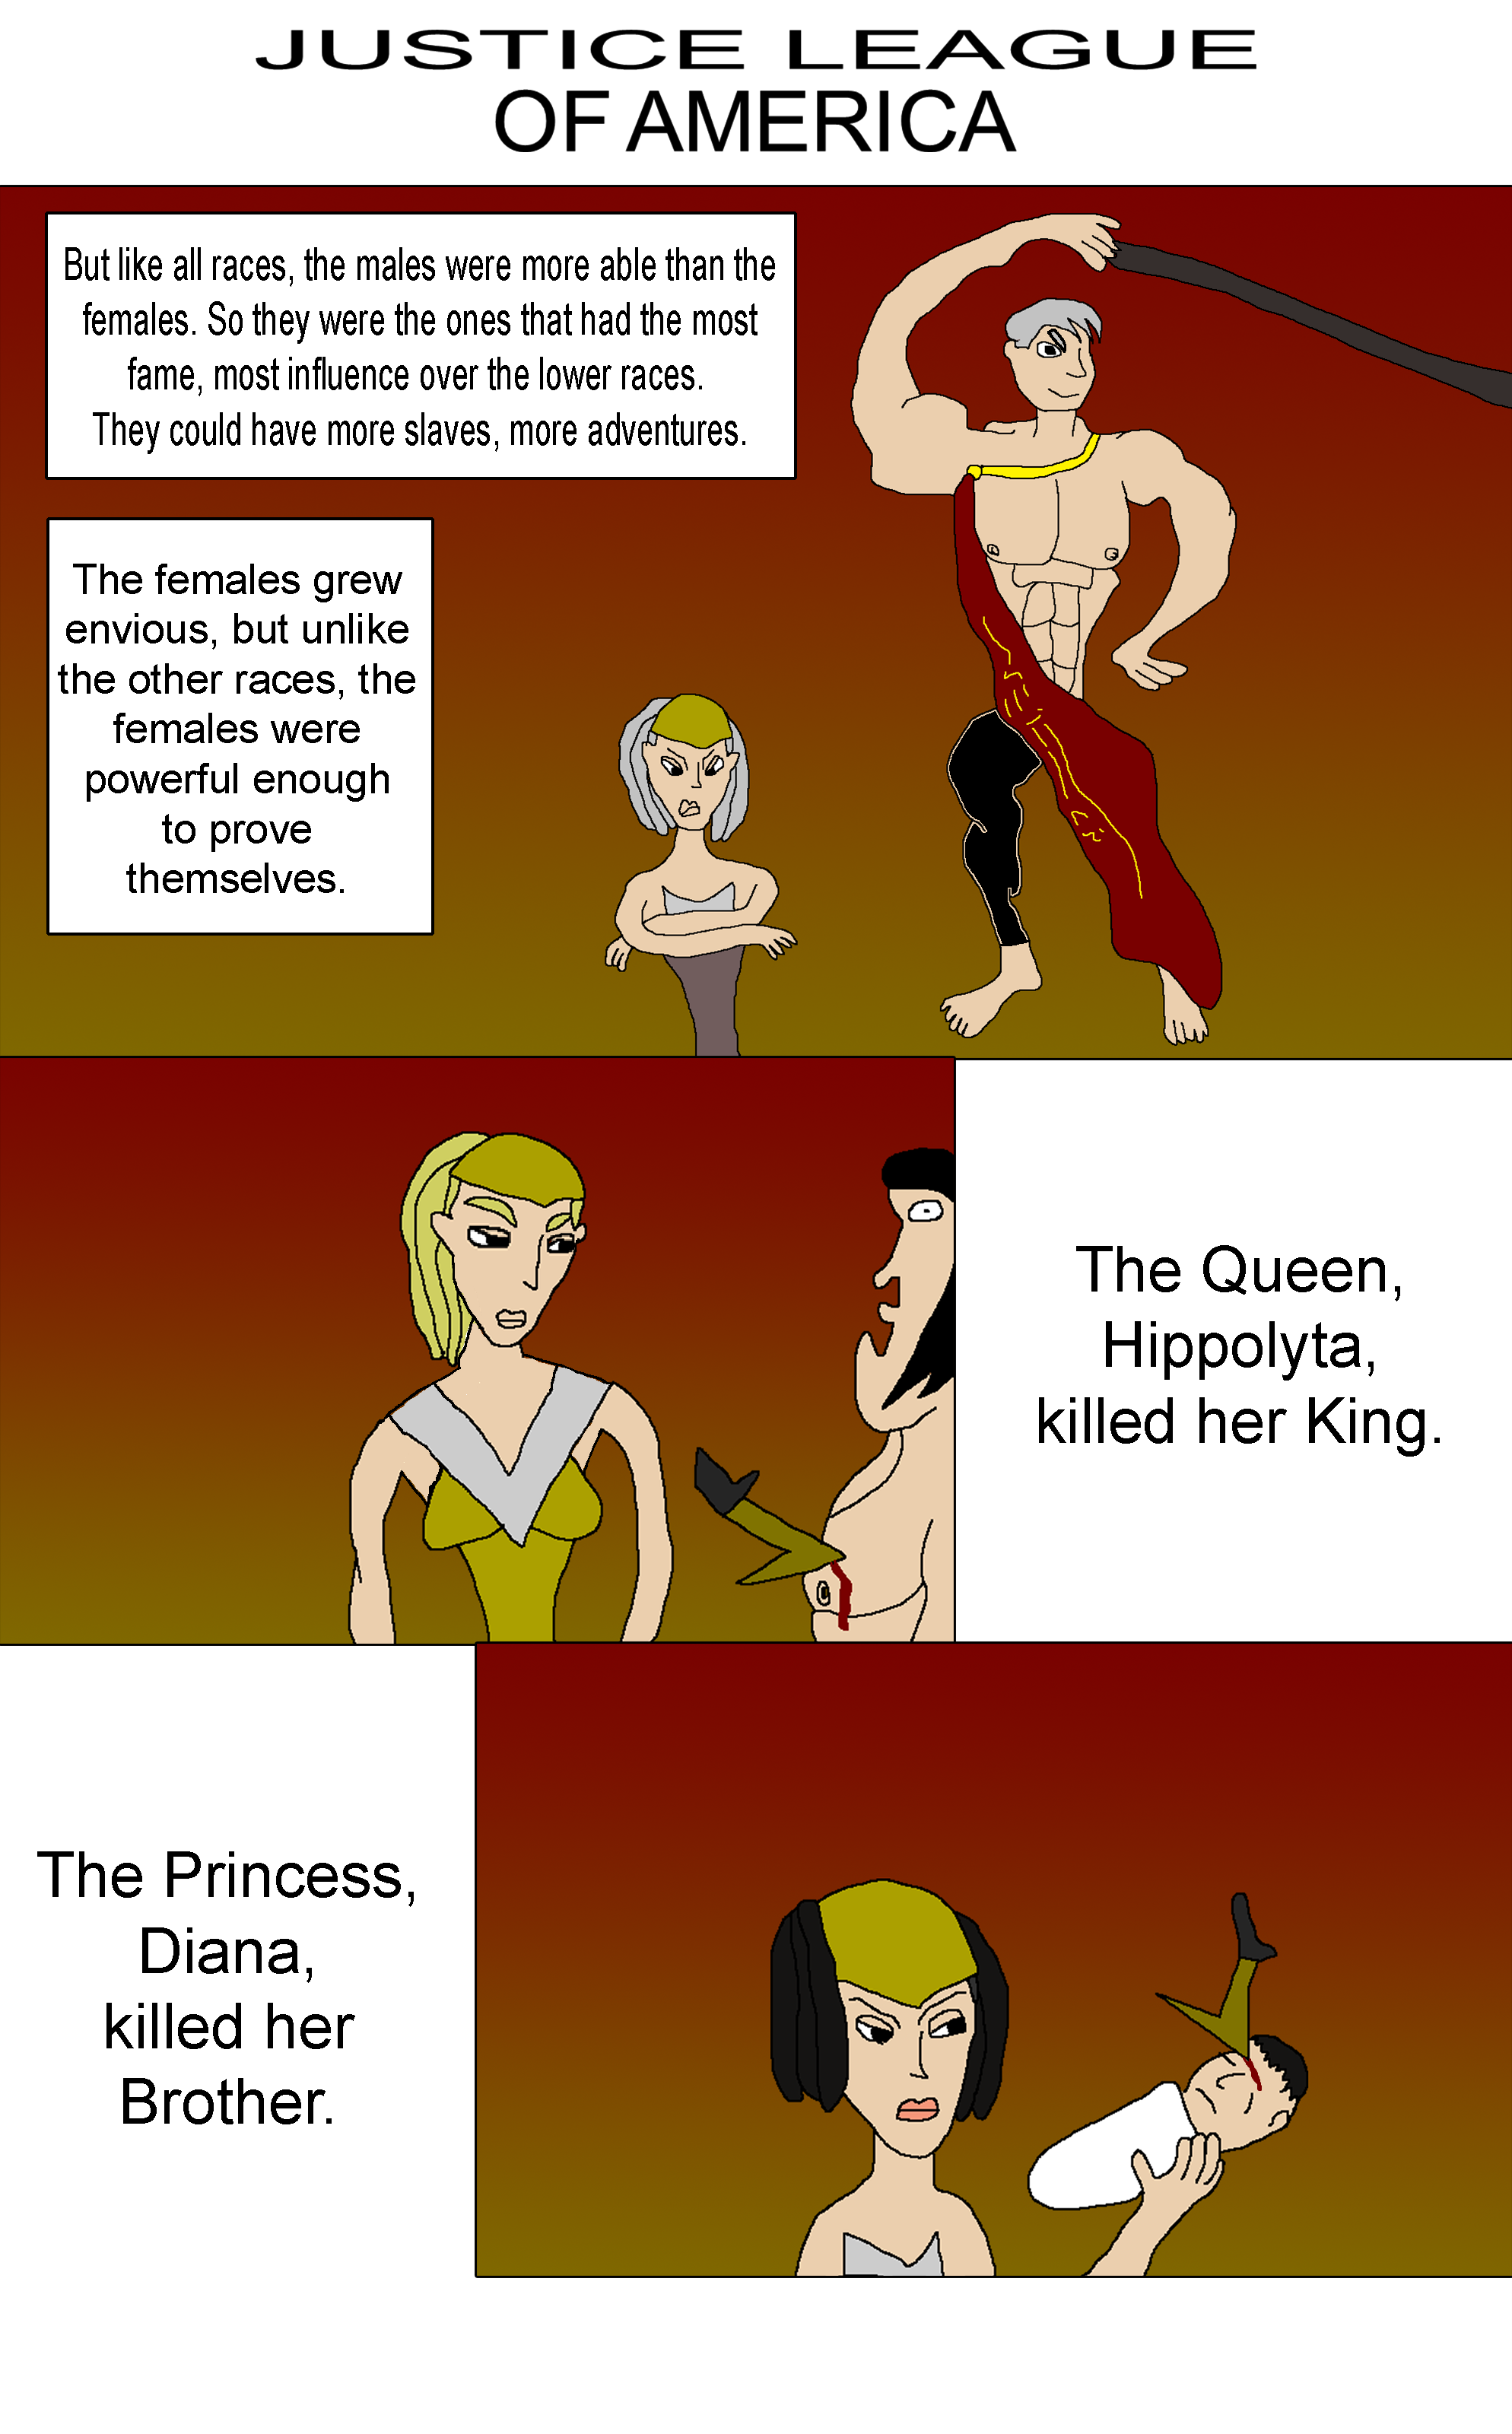 JUSTICE LEAGUE
OF AMERICA
But like all races, the males were more able than the
females. So they were the ones that had the most
fame, most influence over the lower races.
They could have more slaves, more adventures.
The females grew
envious, but unlike
the other races, the
females were
powerful enough
to prove
themselves.
The Queen,
Hippolyta,
killed her King.
The Princess,
Diana,
killed her
Brother.